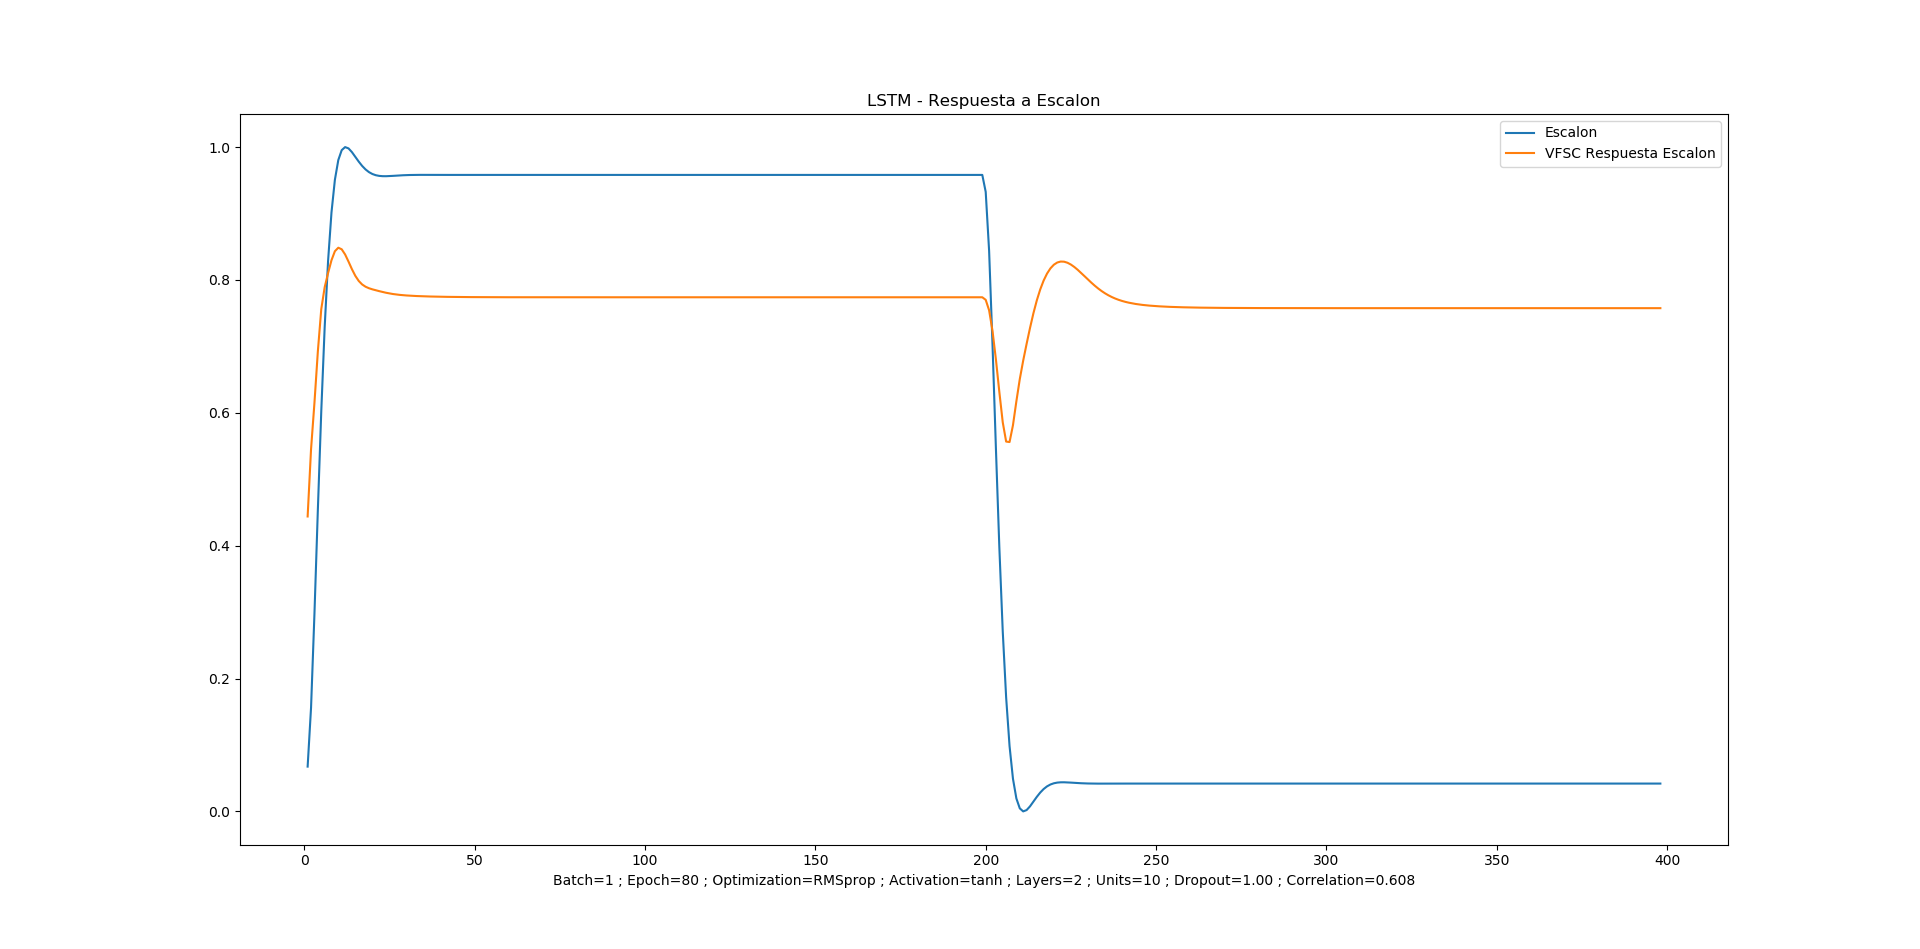 LSTM - Respuesta a Escalon
Escalon
VFSC Respuesta Escalon
1.0
0.8
0.6
0.4
0.2
0.0
0 50 100 150 200 250 300 350 400
Batch=1 ; Epoch=80 ; Optimization=RMSprop ; Activation=tanh ; Layers=2 ; Units=10 ; Dropout=1.00 ; Correlation=0.608